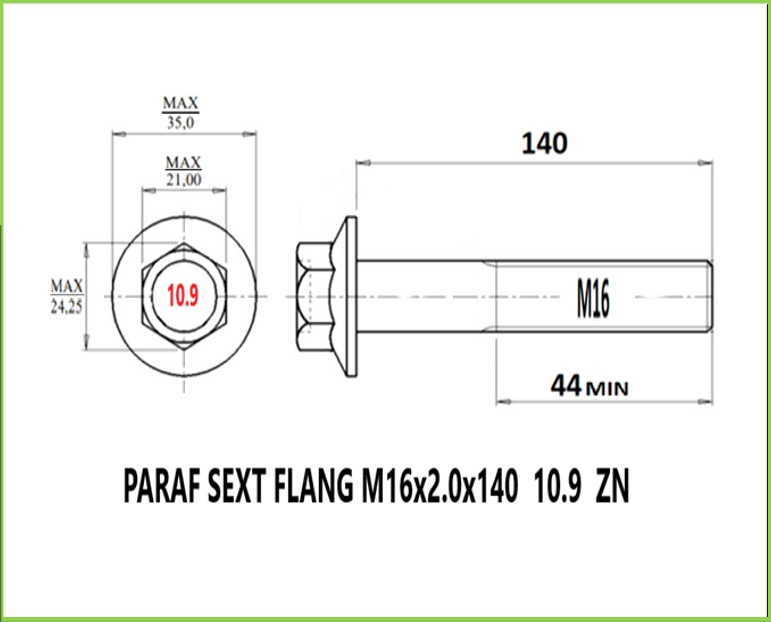 MAX
35,0
140
MAX
21,00
MAX
24,25
10.9
M16
44 MIN
PARAF SEXT FLANG M16x2.0x140 10.9 ZN